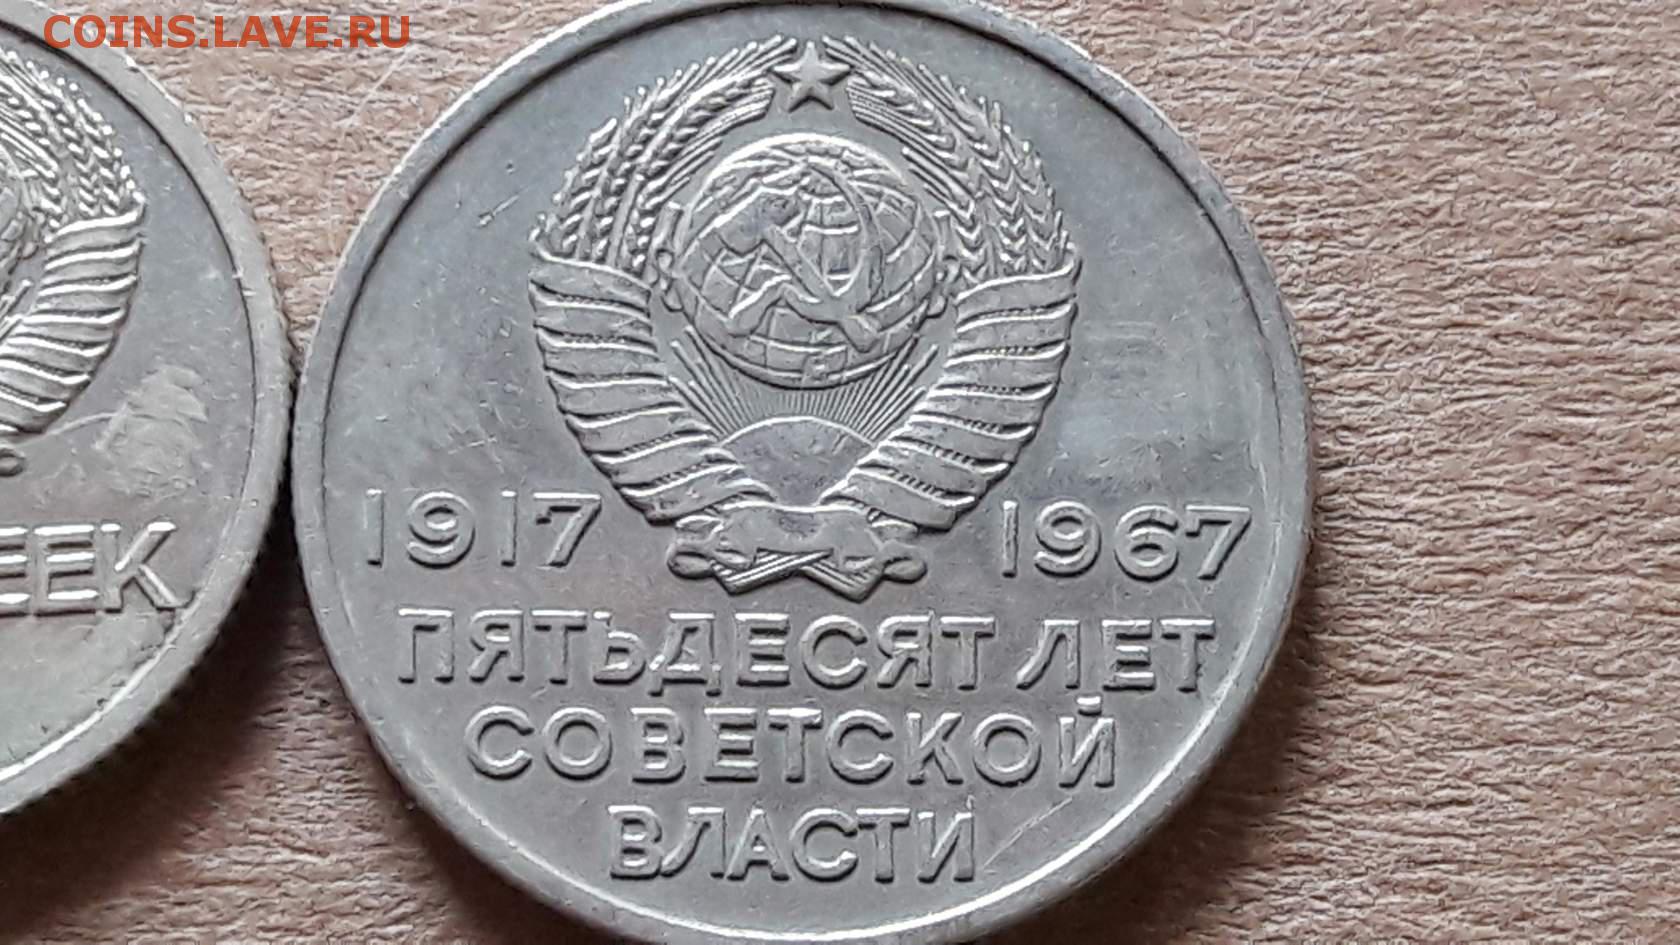 COINS.LAVE.RU
ЕЕК
1917 1967
ПЯТЬДЕСЯТ ЛЕТ
СОВЕТСКОЙ
ВЛАСТИ